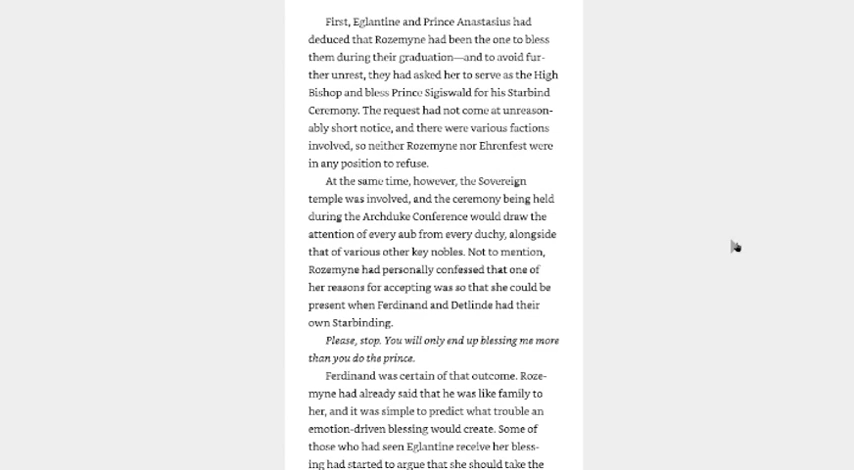 First, Eglantine and Prince Anastasius had
deduced that Rozemyne had been the one to bless
them during their graduation—and to avoid fur-
ther unrest, they had asked her to serve as the High
Bishop and bless Prince Sigiswald for his Starbind
Ceremony. The request had not come at unreason-
ably short notice, and there were various factions
involved, so neither Rozemyne nor Ehrenfest were
in any position to refuse.
At the same time, however, the Sovereign
temple was involved, and the ceremony being held
during the Archduke Conference would draw the
attention of every aub from every duchy, alongside
that of various other key nobles. Not to mention,
Rozemyne had personally confessed that one of
her reasons for accepting was so that she could be
present when Ferdinand and Detlinde had their
own Starbinding.
Please, stop. You will only end up blessing me more
than you do the prince.
Ferdinand was certain of that outcome. Roze-
myne had already said that he was like family to
her, and it was simple to predict what trouble an
emotion-driven blessing would create. Some of
those who had seen Eglantine receive her bless-
ing had started to argue that she should take the